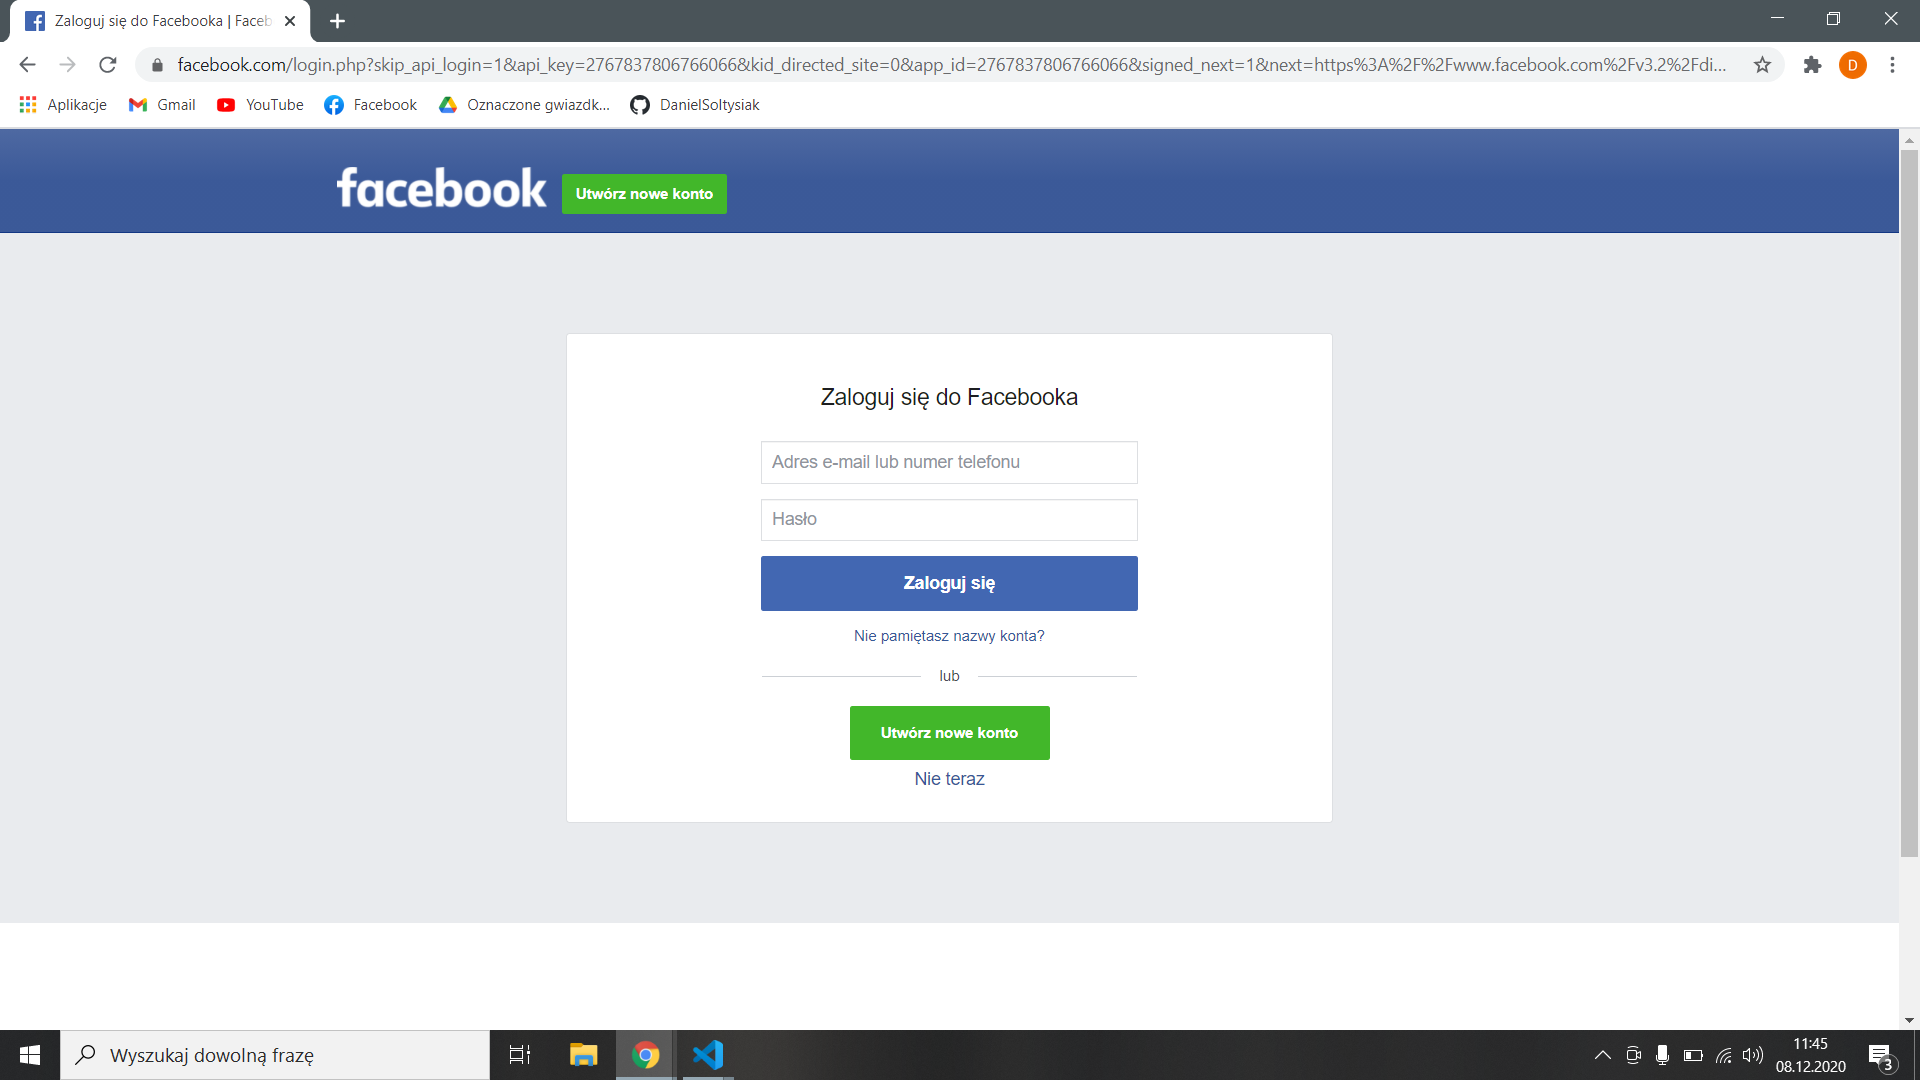 Zaloguj się do Facebooka | Faceb
facebook.com/login.php?skip_api_login=1&api_key=2767837806766066&kid_directed_site=0&app_id=2767837806766066&signed_next=1&next=https%3A%2F%2Fwww.facebook.com%2Fv3.2%2Fdi...
D
Aplikacje
Gmail
YouTube
Facebook
Oznaczone gwiazdk...
DanielSoltysiak
facebook
Utwórz nowe konto
Zaloguj się do Facebooka
Adres e-mail lub numer telefonu
Hasło
Zaloguj się
Nie pamiętasz nazwy konta?
lub
Utwórz nowe konto
Nie teraz
Wyszukaj dowolną frazę
11:45
08.12.2020
3